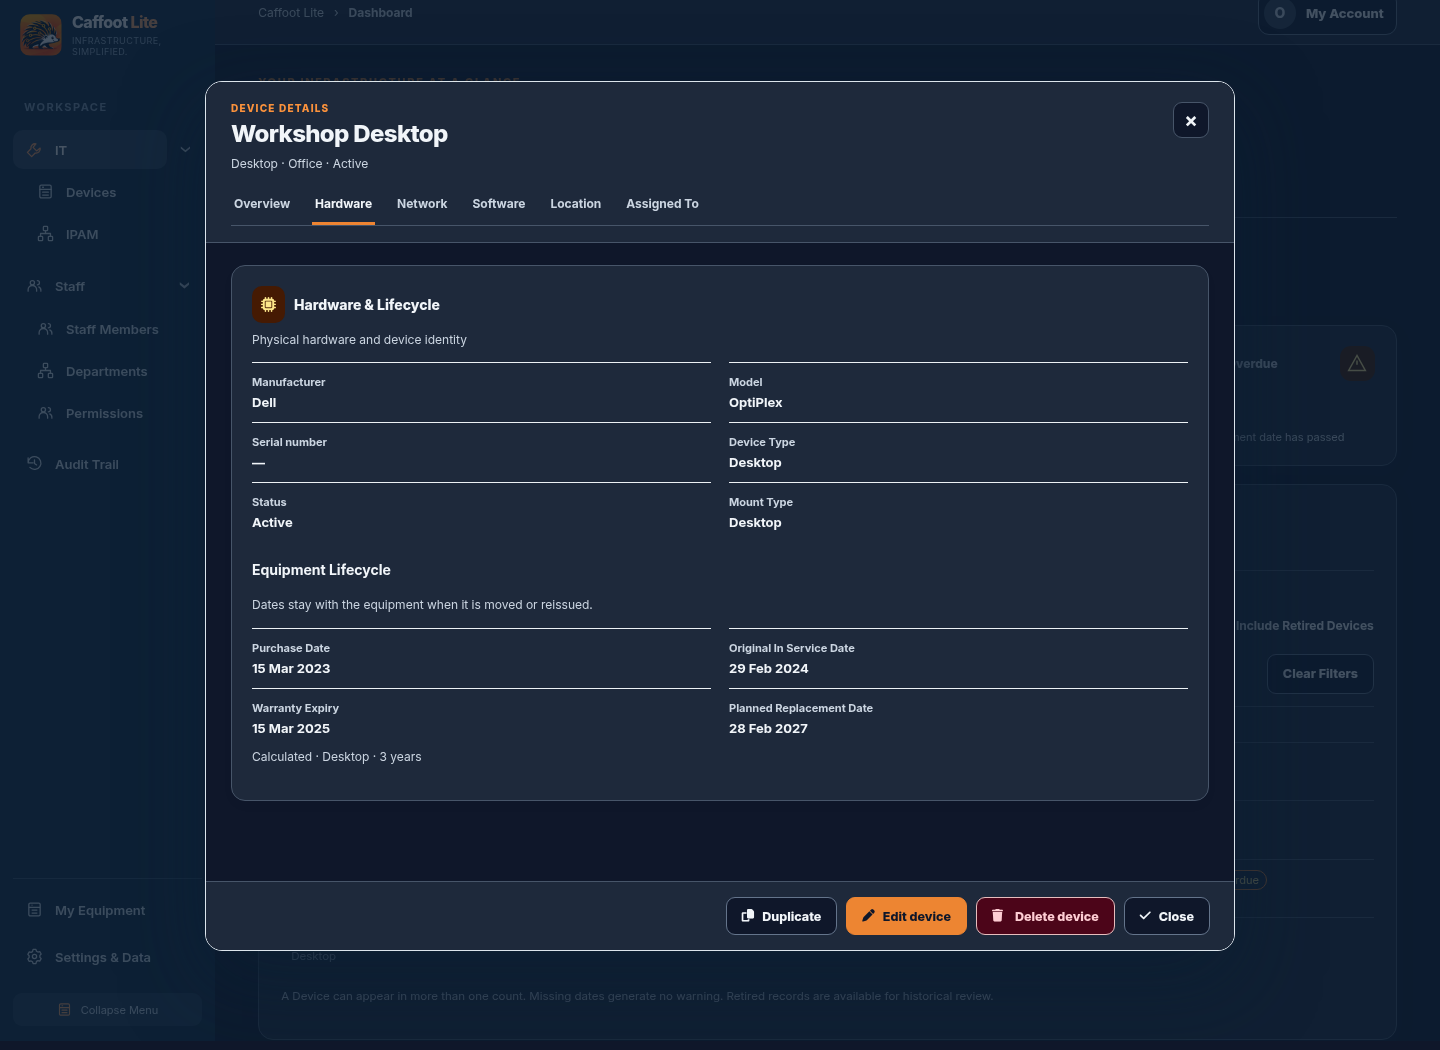 Caffoot Lite
INFRASTRUCTURE,
SIMPLIFIED.
Caffoot Lite › Dashboard
O My Account
YOUR INFRASTRUCTURE AT A GLANCE
WORKSPACE
IT
Devices
IPAM
Staff
Staff Members
Departments
Permissions
Audit Trail
My Equipment
Settings & Data
Collapse Menu
DEVICE DETAILS
Workshop Desktop
Desktop · Office · Active
Overview Hardware Network Software Location Assigned To
Hardware & Lifecycle
Physical hardware and device identity
Manufacturer Model
Dell OptiPlex
Serial number Device Type
— Desktop
Status Mount Type
Active Desktop
Equipment Lifecycle
Dates stay with the equipment when it is moved or reissued.
Purchase Date Original In Service Date
15 Mar 2023 29 Feb 2024
Warranty Expiry Planned Replacement Date
15 Mar 2025 28 Feb 2027
Calculated · Desktop · 3 years
Duplicate Edit device Delete device Close
verdue
date has passed
Include Retired Devices
Clear Filters
rdue
Desktop
A Device can appear in more than one count. Missing dates generate no warning. Retired records are available for historical review.